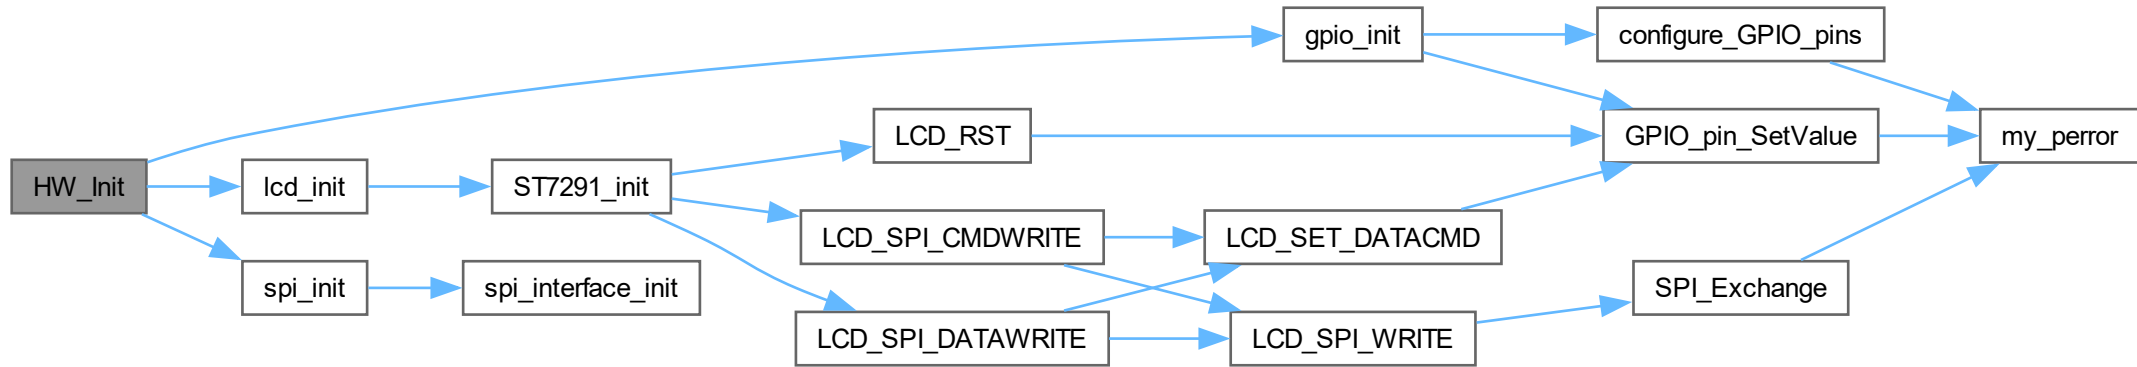 HW_Init
gpio_init
configure_GPIO_pins
LCD_RST
GPIO_pin_SetValue
my_perror
lcd_init
ST7291_init
LCD_SPI_CMDWRITE
LCD_SET_DATACMD
spi_init
spi_interface_init
SPI_Exchange
LCD_SPI_DATAWRITE
LCD_SPI_WRITE